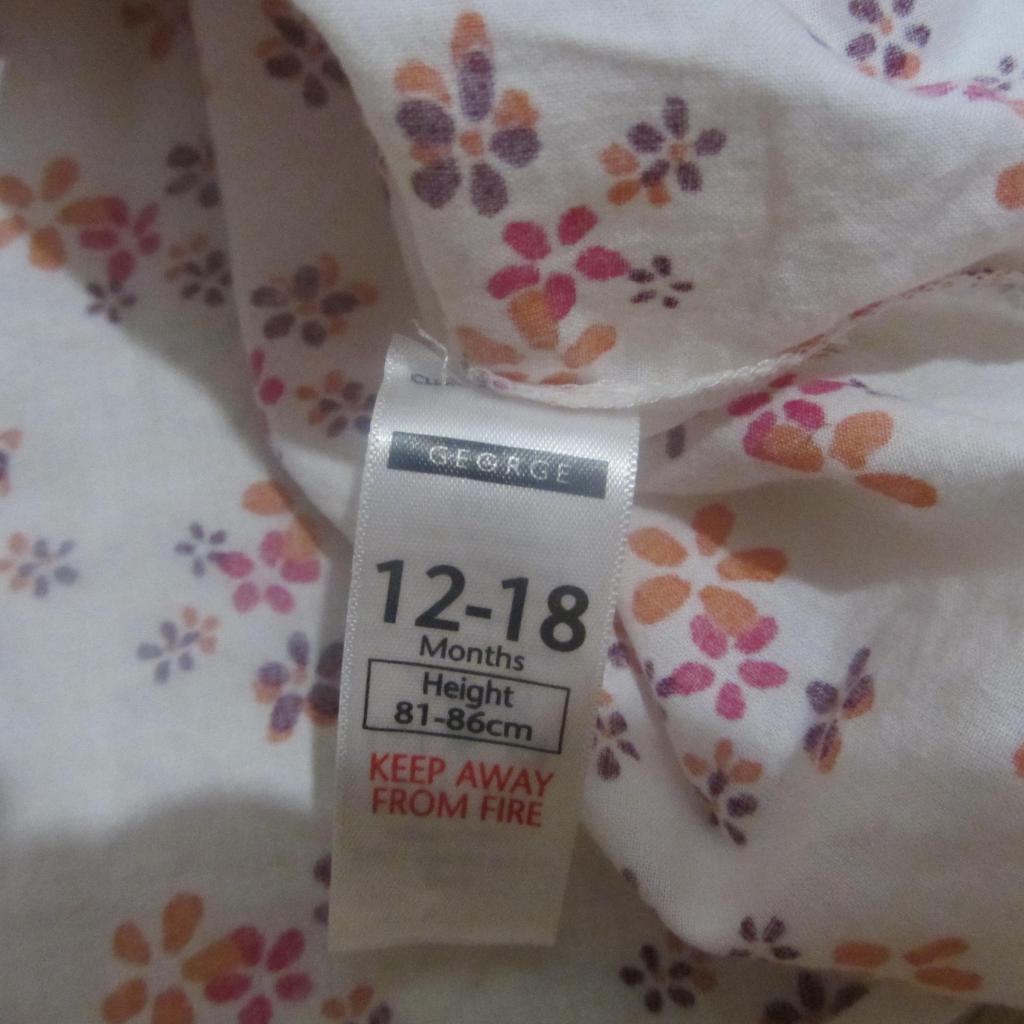 GEORGE
12-18
Months
Height
81-86cm
KEEP AWAY
FROM FIRE